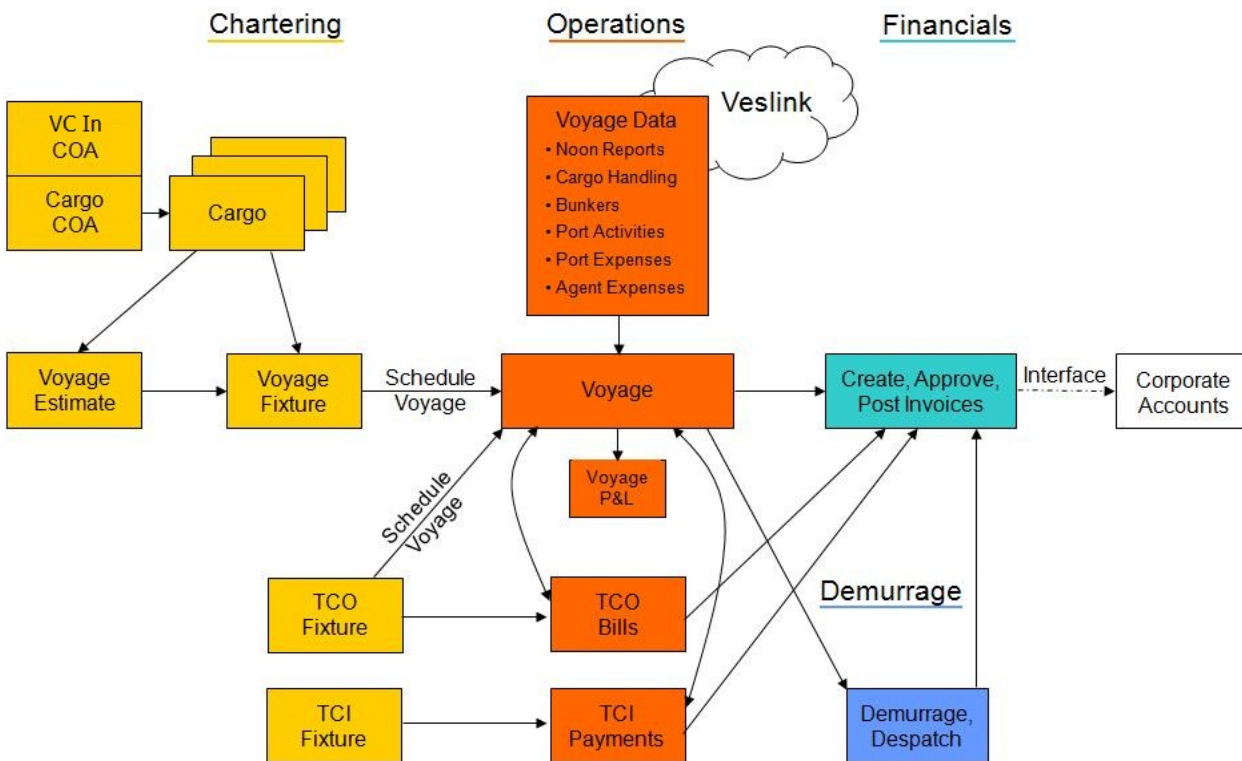 Chartering
Operations
Financials
Veslink
VC In
COA
Cargo
COA
Cargo
Voyage Data
• Noon Reports
• Cargo Handling
• Bunkers
• Port Activities
• Port Expenses
• Agent Expenses
Voyage
Estimate
Voyage
Fixture
Schedule
Voyage
Voyage
Create, Approve,
Post Invoices
Interface
Corporate
Accounts
Voyage
P&L
Schedule
Voyage
TCO
Fixture
TCO
Bills
Demurrage
TCI
Fixture
TCI
Payments
Demurrage,
Despatch